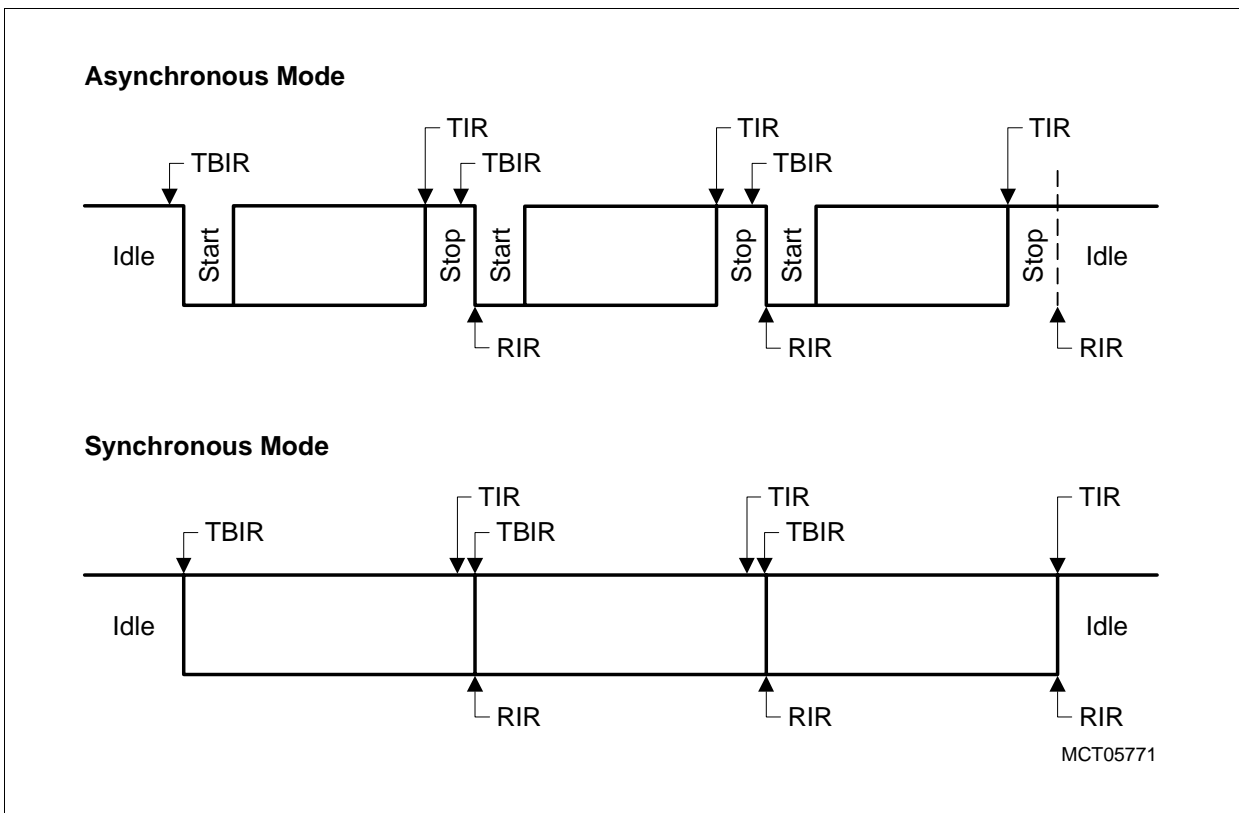 Asynchronous Mode
TIR TIR TIR
TBIR TBIR TBIR
Idle Start Stop Start Stop Start Stop Idle
RIR RIR RIR
Synchronous Mode
TIR TIR TIR
TBIR TBIR TBIR
Idle Idle
RIR RIR RIR
MCT05771